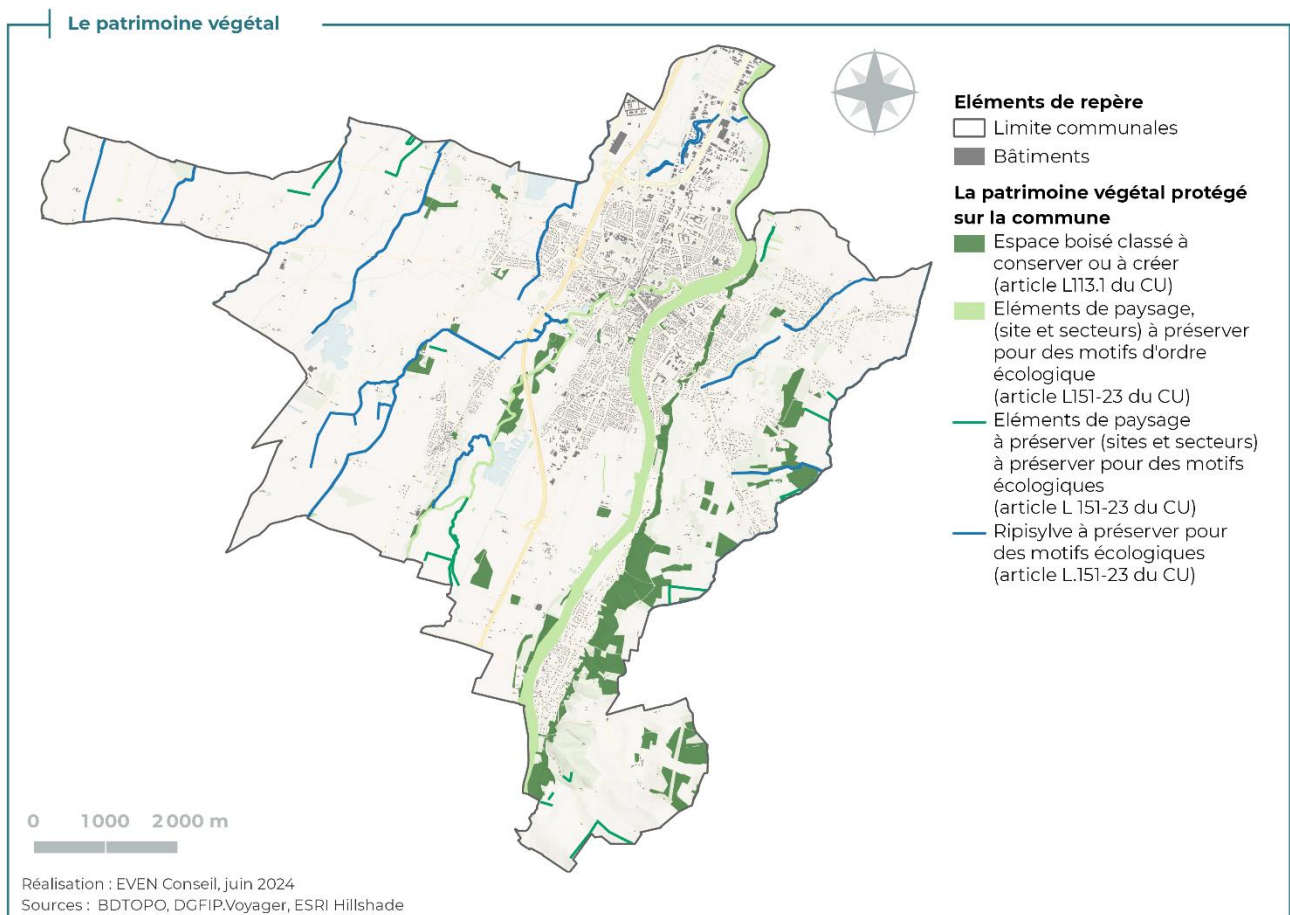 Le patrimoine végétal
Eléments de repère
Limite communales
Bâtiments
La patrimoine végétal protégé
sur la commune
Espace boisé classé à
conserver ou à créer
(article L113.1 du CU)
Eléments de paysage,
(site et secteurs) à préserver
pour des motifs d'ordre
écologique
(article L151-23 du CU)
Eléments de paysage
à préserver (sites et secteurs)
à préserver pour des motifs
écologiques
(article L 151-23 du CU)
Ripisylve à préserver pour
des motifs écologiques
(article L.151-23 du CU)
0 1000 2000 m
Réalisation : EVEN Conseil, juin 2024
Sources : BDTOPO, DGFIP.Voyager, ESRI Hillshade